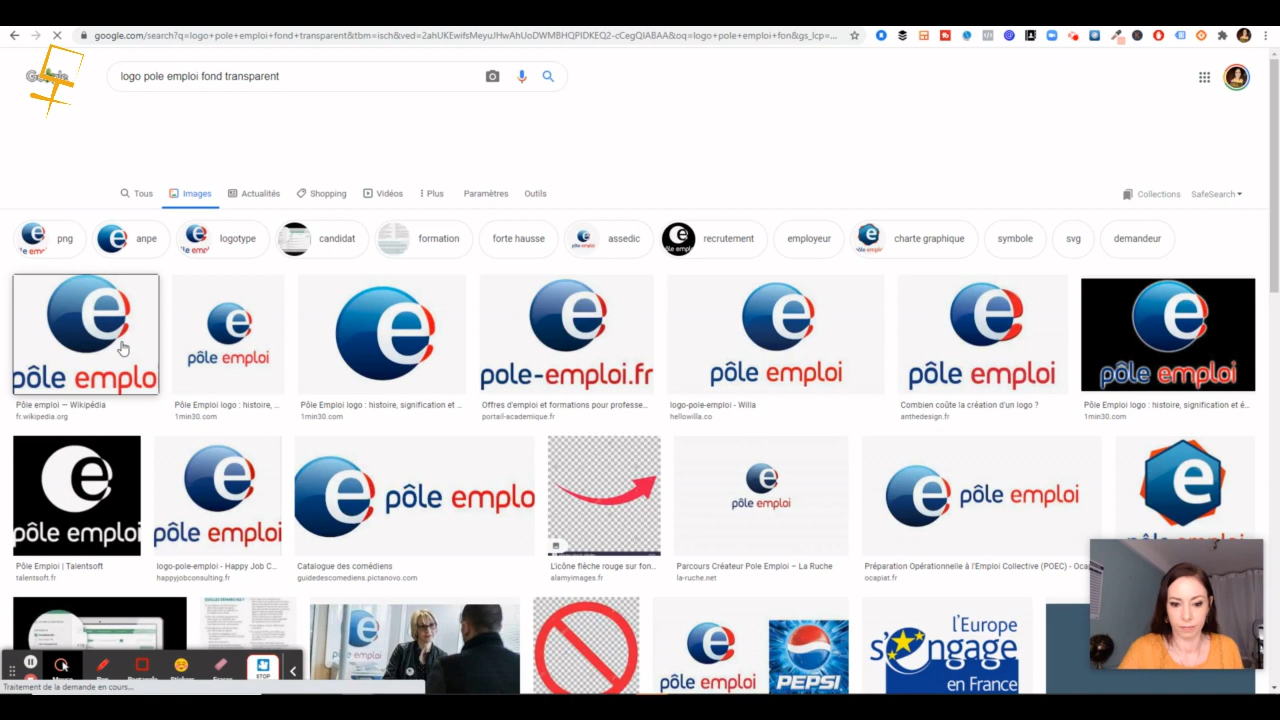 google.com/search?q=logo+pole+emploi+fond+transparent&tbm=isch&ved=2ahUKEwifsMeyuJHwAhUoDWMBHQPIDKEQ2-cCegQIABAA&oq=logo+pole+emploi+fon&gs_lcp=...
Google
logo pole emploi fond transparent
Tous
Images
Actualités
Shopping
Vidéos
Plus
Paramètres
Outils
Collections
SafeSearch
png
anpe
logotype
candidat
formation
forte hausse
assedic
recrutement
employeur
charte graphique
symbole
svg
demandeur
pôle emploi
pôle emploi
pole-emploi.fr
pôle emploi
pôle emploi
pôle emploi
Pôle emploi — Wikipédia
fr.wikipedia.org
Pôle Emploi logo : histoire, ...
1min30.com
Pôle Emploi logo : histoire, signification et ...
1min30.com
Offres d'emploi et formations pour professe...
portail-academique.fr
logo-pole-emploi - Willa
hellowilla.co
Combien coûte la création d'un logo ?
anthedesign.fr
Pôle Emploi logo : histoire, signification et é...
1min30.com
pôle emploi
pôle emploi
pôle emplo
pôle emploi
pôle emploi
Pôle Emploi | Talentsoft
talentsoft.fr
logo-pole-emploi - Happy Job C...
happyjobconsulting.fr
Catalogue des comédiens
guidedescomediens.pictanovo.com
L'icône flèche rouge sur fon...
alamyimages.fr
Parcours Créateur Pole Emploi – La Ruche
la-ruche.net
Préparation Opérationnelle à l'Emploi Collective (POEC) - Ocap
ocapiat.fr
pôle emploi
pôle emploi
PEPSI
l'Europe
s'engage
en France
STOP
Traitement de la demande en cours...